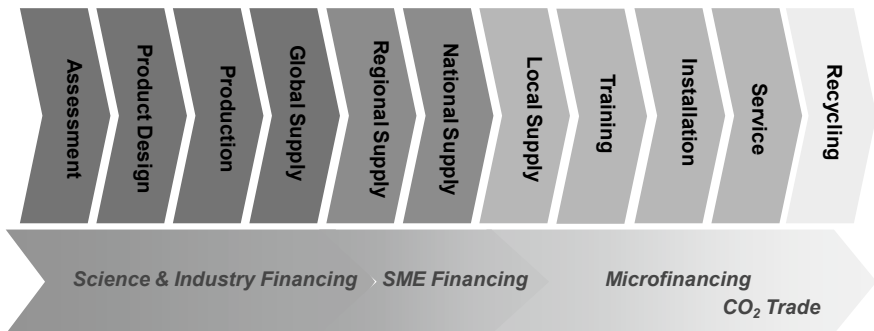 Assessment
Product Design
Production
Global Supply
Regional Supply
National Supply
Local Supply
Training
Installation
Service
Recycling
Science & Industry Financing
SME Financing
Microfinancing
CO₂ Trade